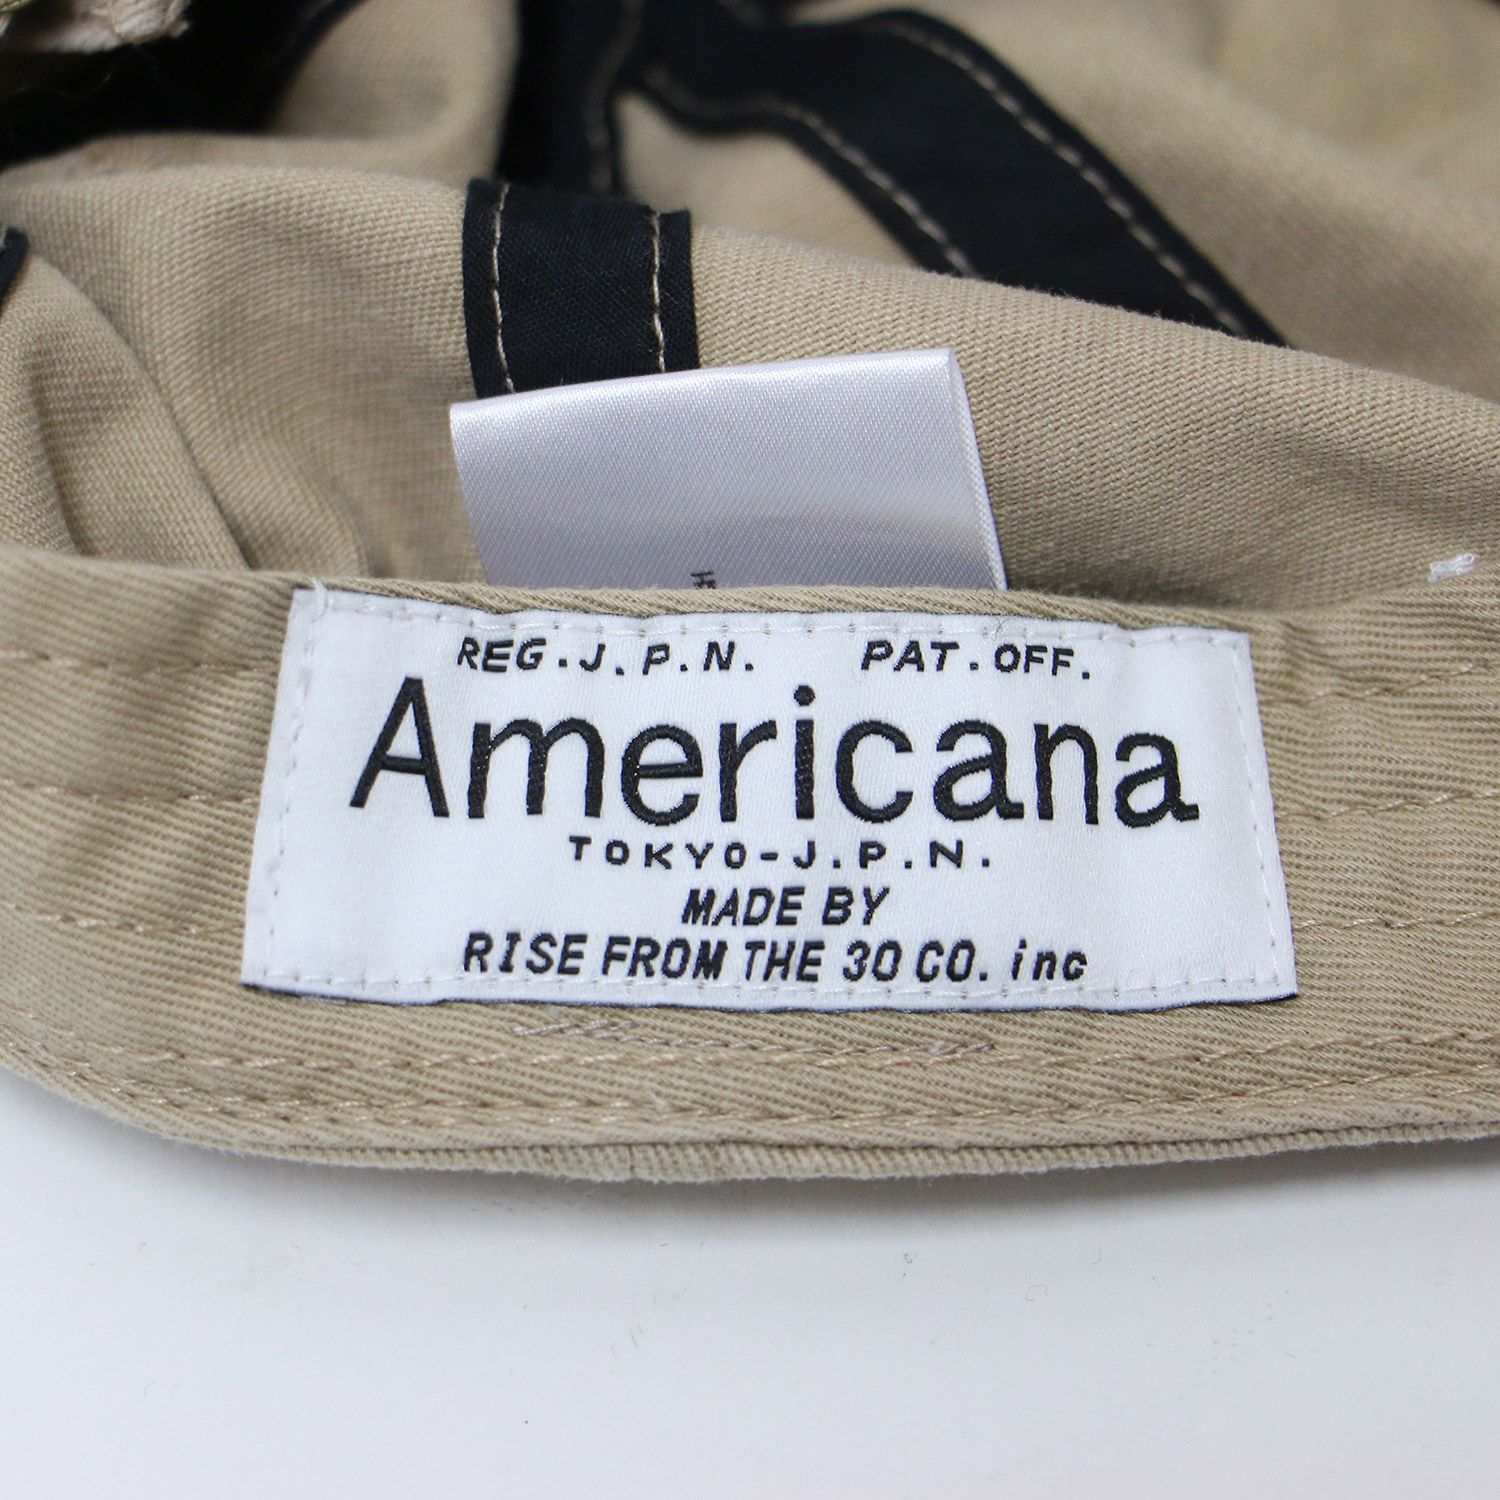 REG.J.P.N. PAT.OFF.
Americana
TOKYO-J.P.N.
MADE BY
RISE FROM THE 30 CO. inc